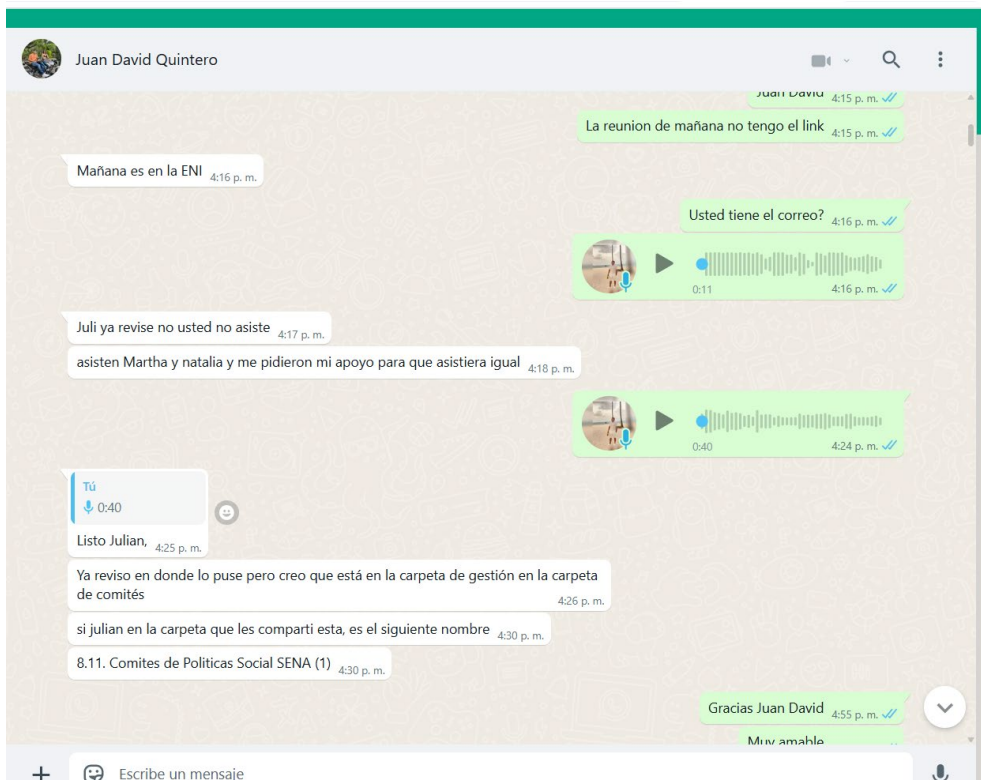 Juan David Quintero
Juan David 4:15 p. m.
La reunion de mañana no tengo el link 4:15 p. m.
Mañana es en la ENI 4:16 p. m.
Usted tiene el correo? 4:16 p. m.
0:11 4:16 p. m.
Juli ya revise no usted no asiste 4:17 p. m.
asisten Martha y natalia y me pidieron mi apoyo para que asistiera igual 4:18 p. m.
0:40 4:24 p. m.
Tú
0:40
Listo Julian, 4:25 p. m.
Ya reviso en donde lo puse pero creo que está en la carpeta de gestión en la carpeta
de comités 4:26 p. m.
si julian en la carpeta que les comparti esta, es el siguiente nombre 4:30 p. m.
8.11. Comites de Politicas Social SENA (1) 4:30 p. m.
Gracias Juan David 4:55 p. m.
Muy amable
Escribe un mensaje